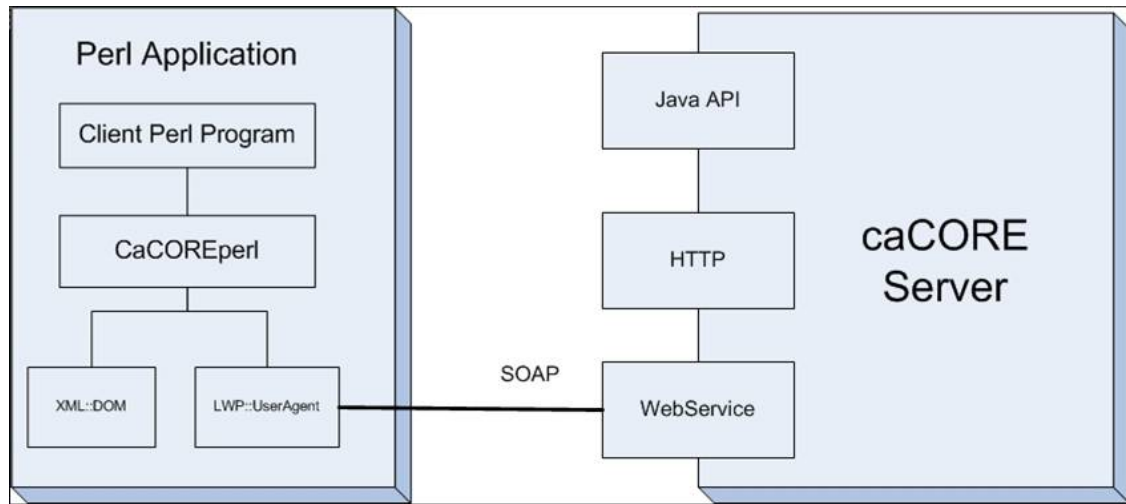 Perl Application
Client Perl Program
CaCOREperl
XML::DOM
LWP::UserAgent
SOAP
Java API
HTTP
WebService
caCORE
Server